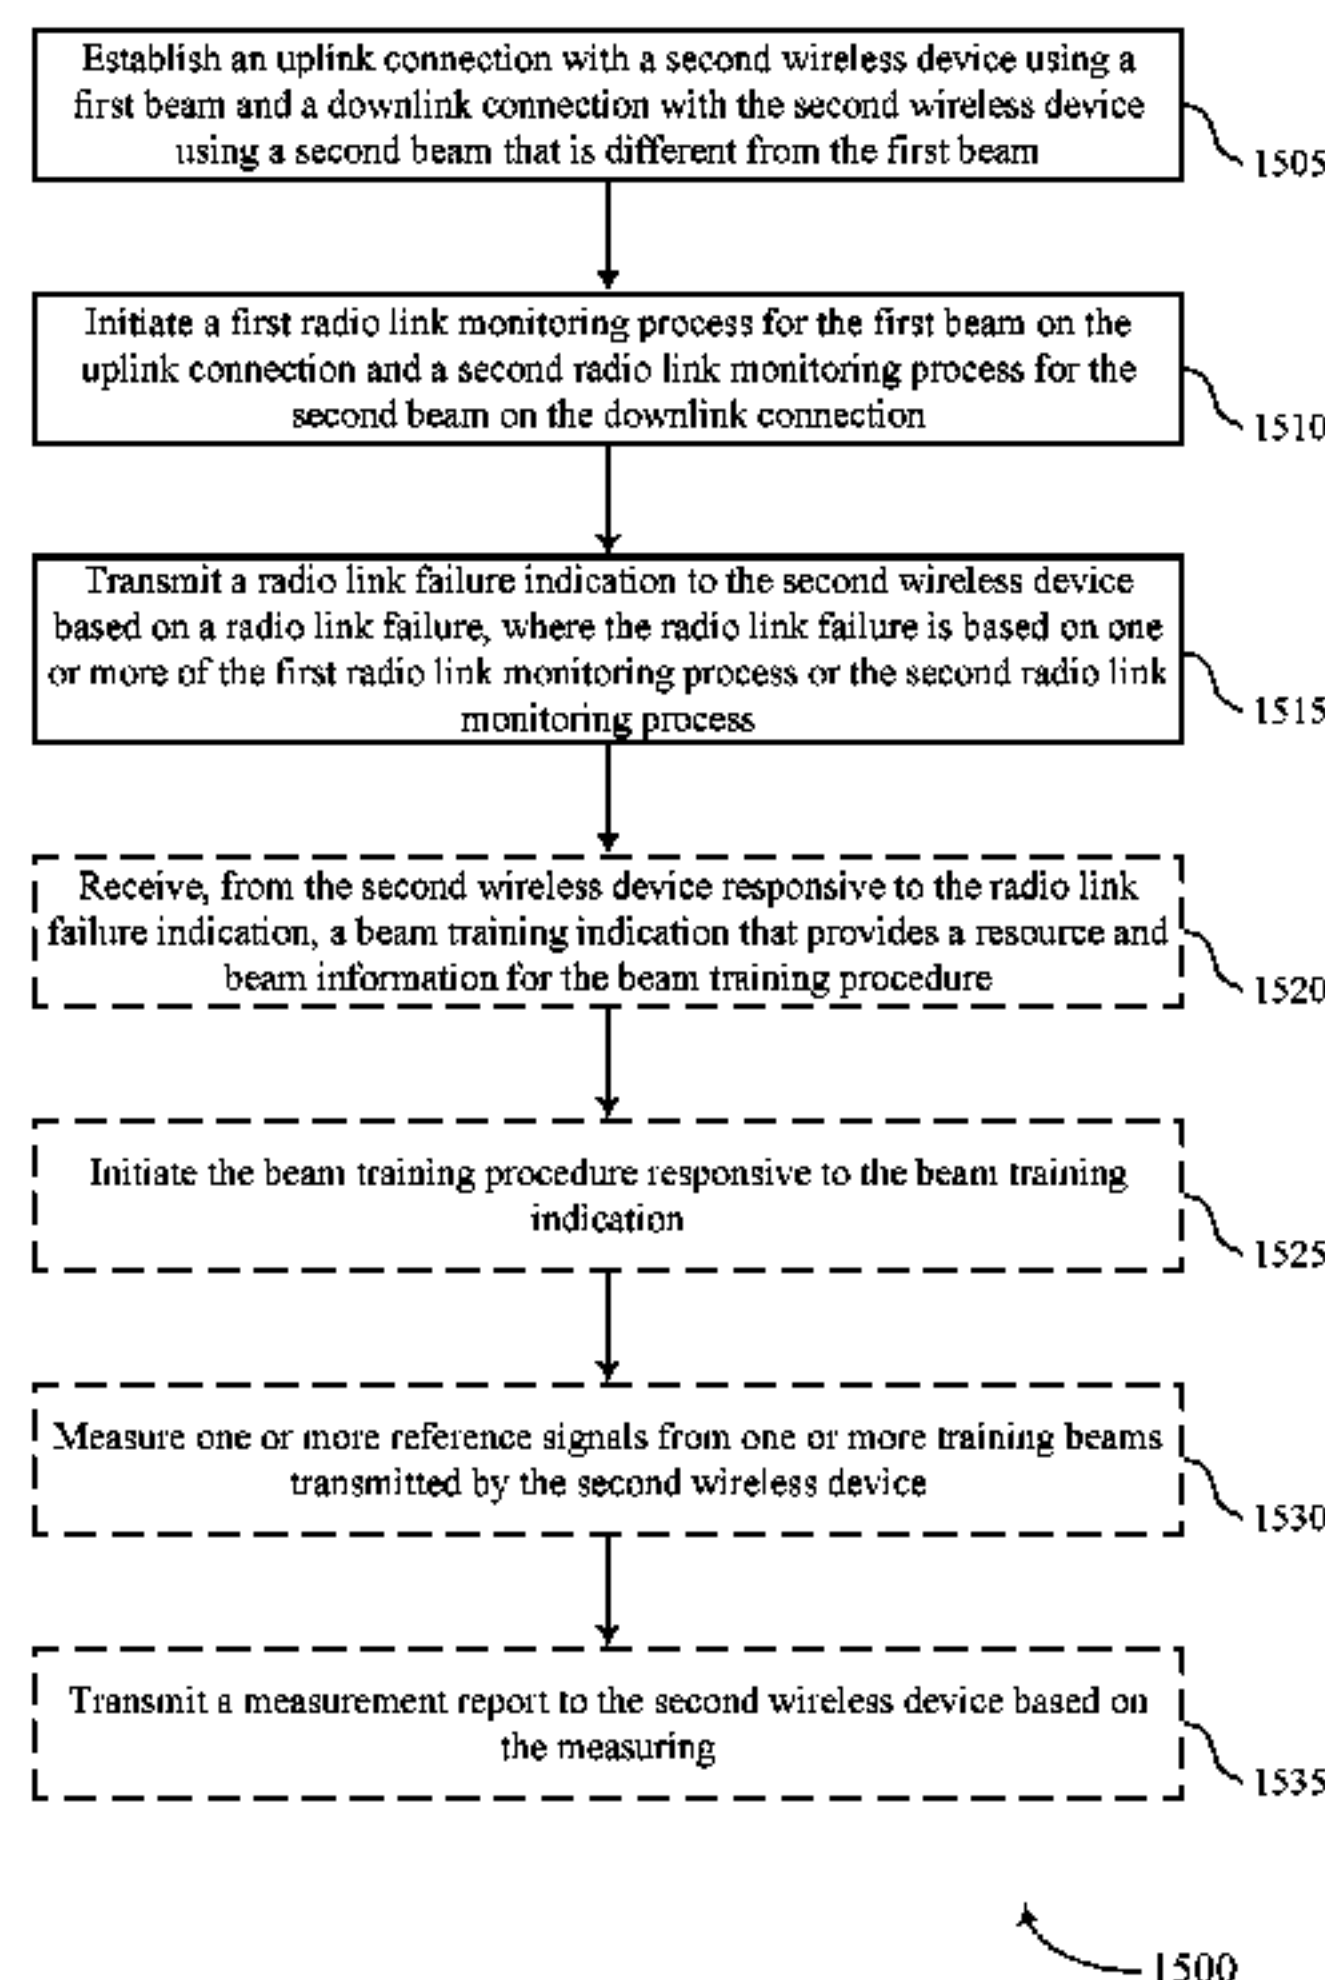 Establish an uplink connection with a second wireless device using a
first beam and a downlink connection with the second wireless device
using a second beam that is different from the first beam
1505
Initiate a first radio link monitoring process for the first beam on the
uplink connection and a second radio link monitoring process for the
second beam on the downlink connection
1510
Transmit a radio link failure indication to the second wireless device
based on a radio link failure, where the radio link failure is based on one
or more of the first radio link monitoring process or the second radio link
monitoring process
1515
Receive, from the second wireless device responsive to the radio link
failure indication, a beam training indication that provides a resource and
beam information for the beam training procedure
1520
Initiate the beam training procedure responsive to the beam training
indication
1525
Measure one or more reference signals from one or more training beams
transmitted by the second wireless device
1530
Transmit a measurement report to the second wireless device based on
the measuring
1535
1500